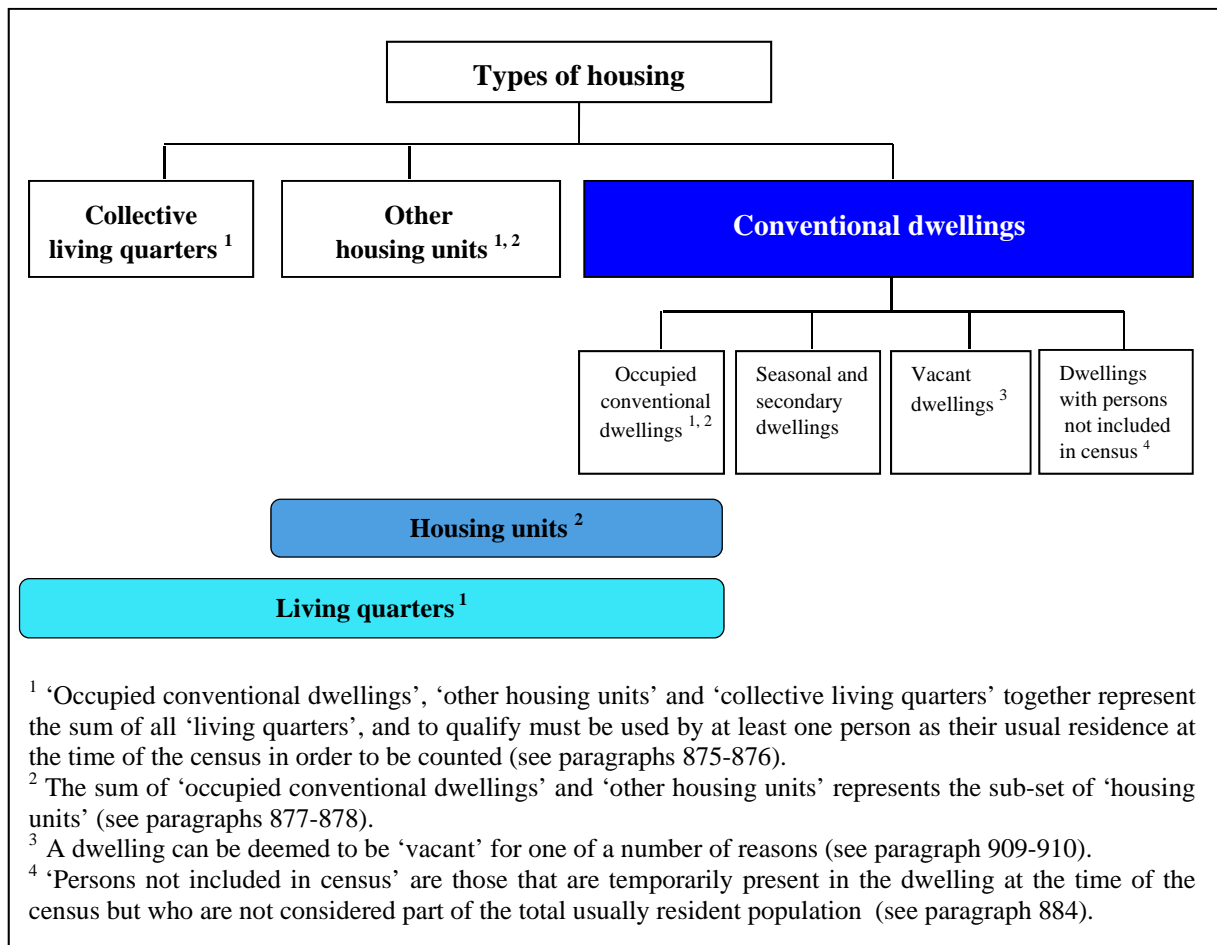 Types of housing
Collective
living quarters 1
Other
housing units 1, 2
Conventional dwellings
Occupied
conventional
dwellings 1, 2
Seasonal and
secondary
dwellings
Vacant
dwellings 3
Dwellings
with persons
not included
in census 4
Housing units 2
Living quarters 1
1 ‘Occupied conventional dwellings’, ‘other housing units’ and ‘collective living quarters’ together represent
the sum of all ‘living quarters’, and to qualify must be used by at least one person as their usual residence at
the time of the census in order to be counted (see paragraphs 875-876).
2 The sum of ‘occupied conventional dwellings’ and ‘other housing units’ represents the sub-set of ‘housing
units’ (see paragraphs 877-878).
3 A dwelling can be deemed to be ‘vacant’ for one of a number of reasons (see paragraph 909-910).
4 ‘Persons not included in census’ are those that are temporarily present in the dwelling at the time of the
census but who are not considered part of the total usually resident population (see paragraph 884).